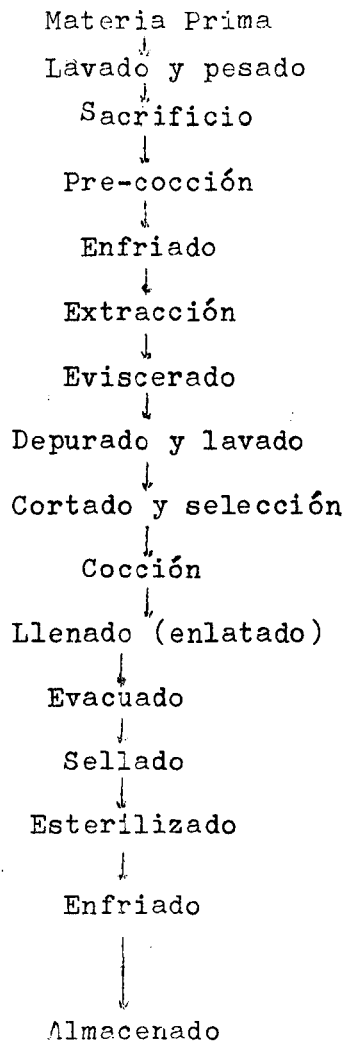 Materia Prima
Lavado y pesado
Sacrificio
Pre-cocción
Enfriado
Extracción
Eviscerado
Depurado y lavado
Cortado y selección
Cocción
Llenado (enlatado)
Evacuado
Sellado
Esterilizado
Enfriado
Almacenado